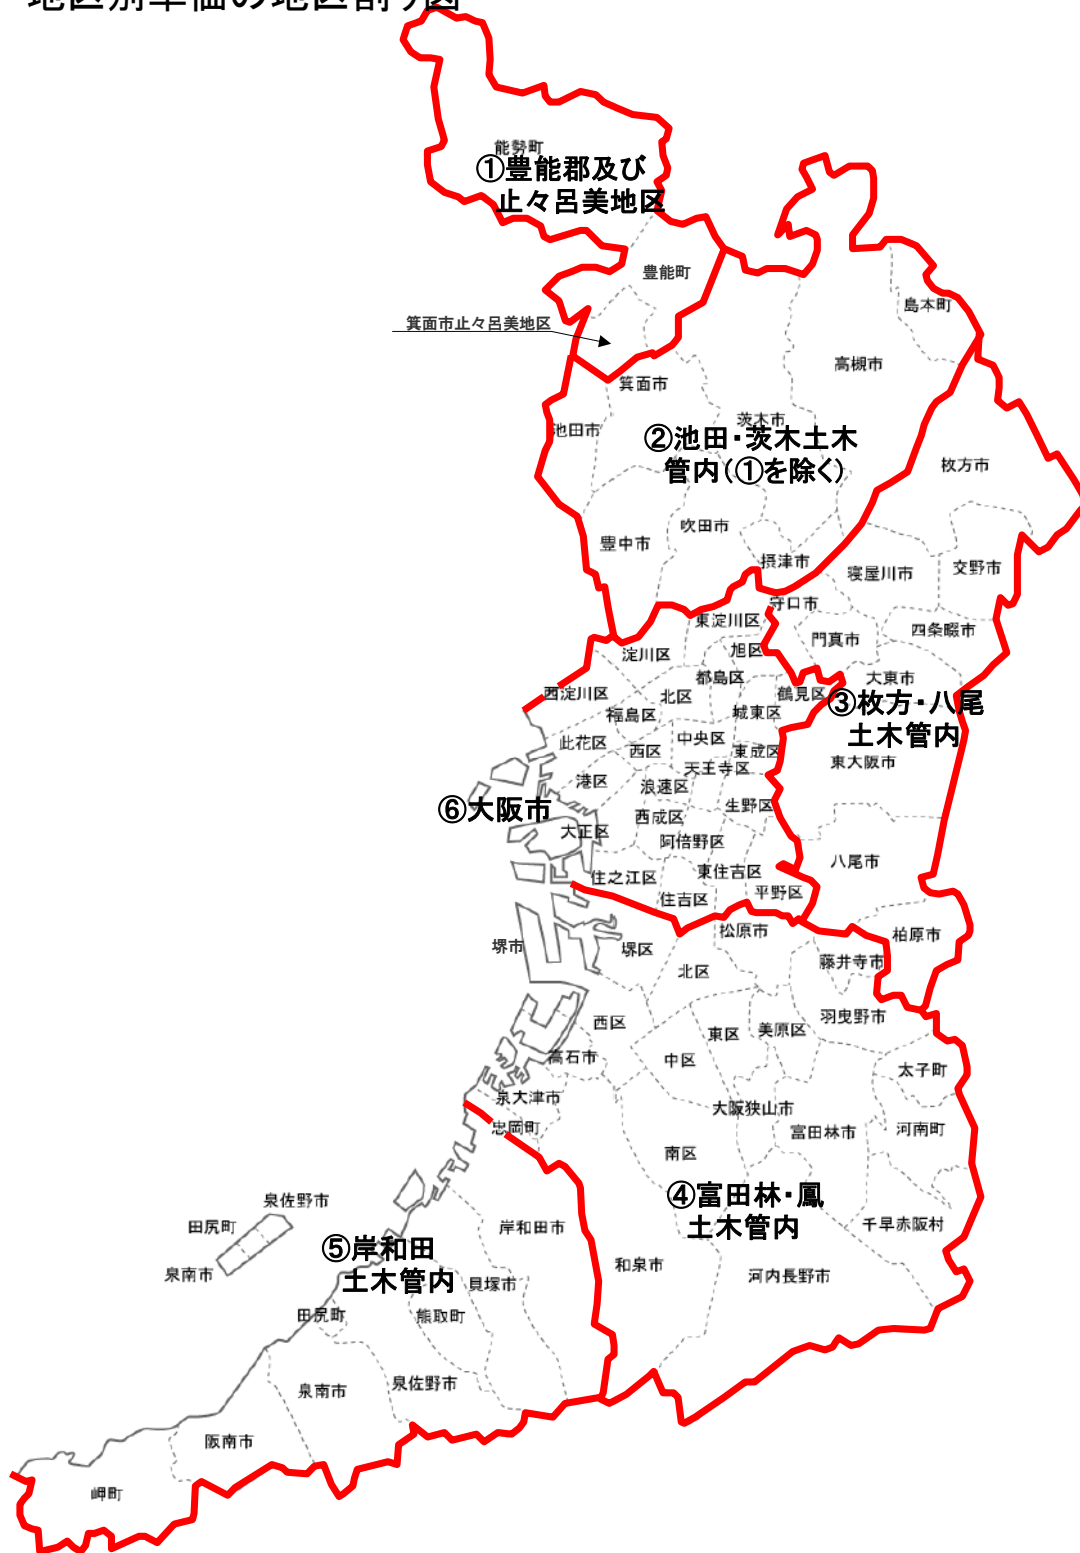 地区別単価の地区割り図
能勢町
①豊能郡及び
止々呂美地区
豊能町
箕面市止々呂美地区
島本町
高槻市
箕面市
茨木市
池田市
②池田・茨木土木
管内(①を除く)
枚方市
吹田市
豊中市
摂津市
寝屋川市
交野市
守口市
東淀川区
門真市
四条畷市
淀川区
旭区
都島区
大東市
西淀川区
北区
鶴見区
福島区
城東区
③枚方・八尾
土木管内
此花区
西区
中央区
東成区
天王寺区
東大阪市
港区
浪速区
⑥大阪市
生野区
西成区
大正区
阿倍野区
八尾市
住之江区
東住吉区
住吉区
平野区
松原市
柏原市
堺市
堺区
藤井寺市
北区
西区
羽曳野市
東区
美原区
高石市
中区
太子町
泉大津市
大阪狭山市
忠岡町
富田林市
河南町
南区
④富田林・鳳
土木管内
泉佐野市
田尻町
岸和田市
千早赤阪村
⑤岸和田
土木管内
泉南市
和泉市
河内長野市
貝塚市
田尻町
熊取町
泉佐野市
泉南市
阪南市
岬町